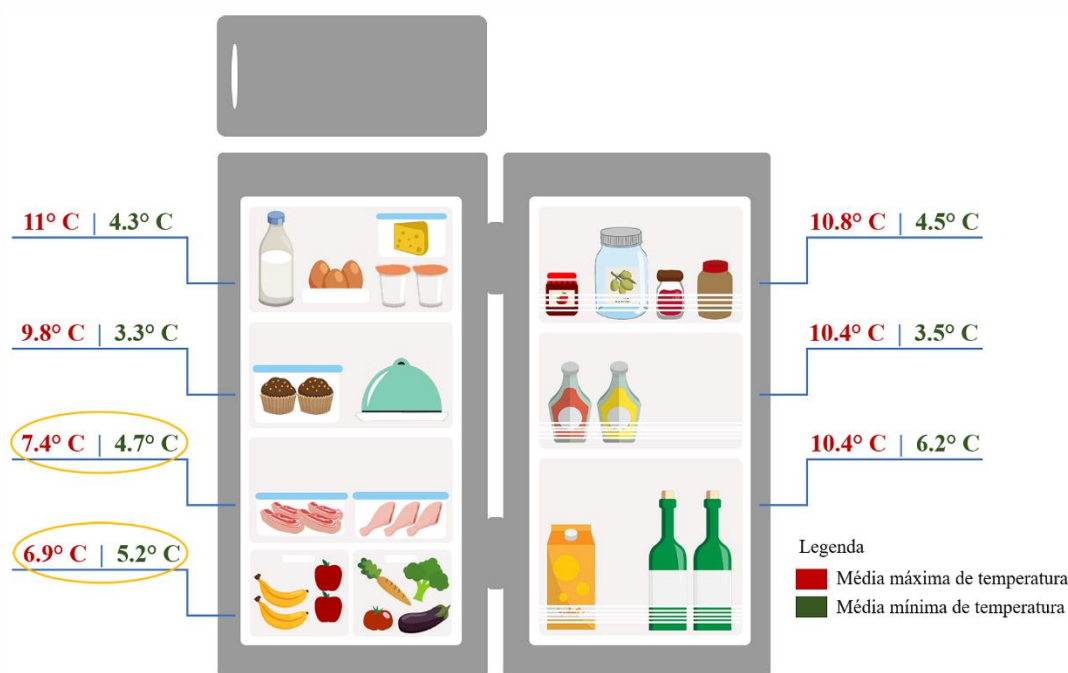 11° C | 4.3° C
9.8° C | 3.3° C
7.4° C | 4.7° C
6.9° C | 5.2° C
10.8° C | 4.5° C
10.4° C | 3.5° C
10.4° C | 6.2° C
Legenda
Média máxima de temperatura
Média mínima de temperatura